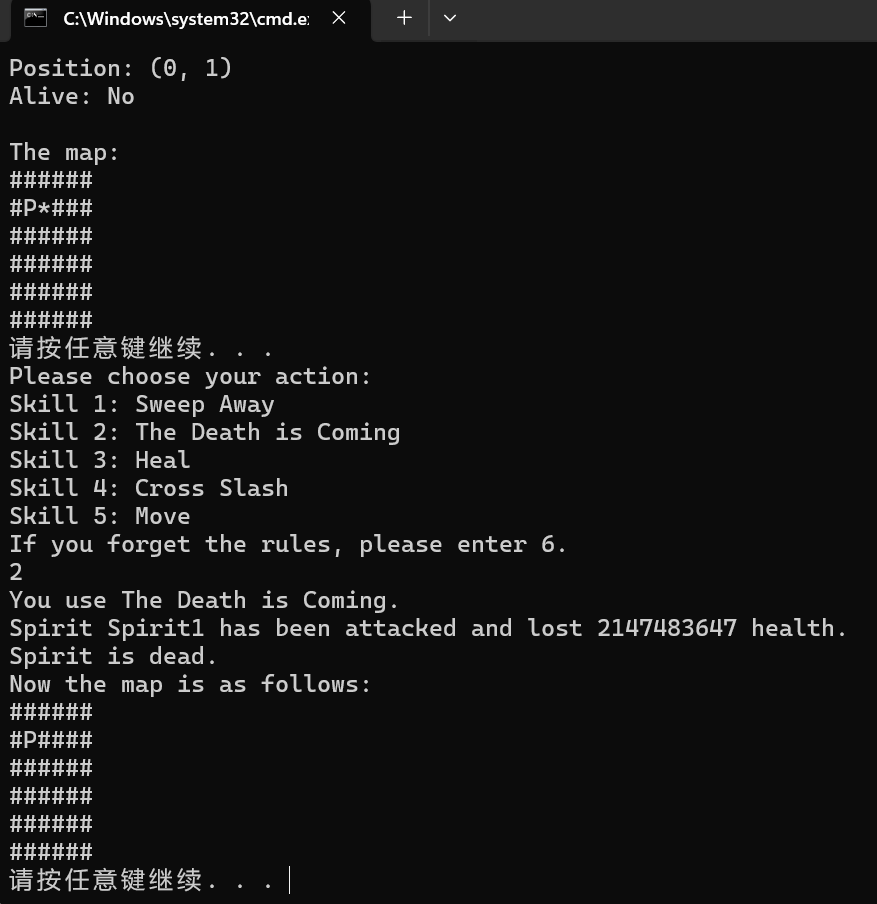 C:\Windows\system32\cmd.e
Position: (0, 1)
Alive: No
The map:
######
#P*###
######
######
######
######
请按任意键继续. . .
Please choose your action:
Skill 1: Sweep Away
Skill 2: The Death is Coming
Skill 3: Heal
Skill 4: Cross Slash
Skill 5: Move
If you forget the rules, please enter 6.
2
You use The Death is Coming.
Spirit Spirit1 has been attacked and lost 2147483647 health.
Spirit is dead.
Now the map is as follows:
######
#P####
######
######
######
######
请按任意键继续. . .